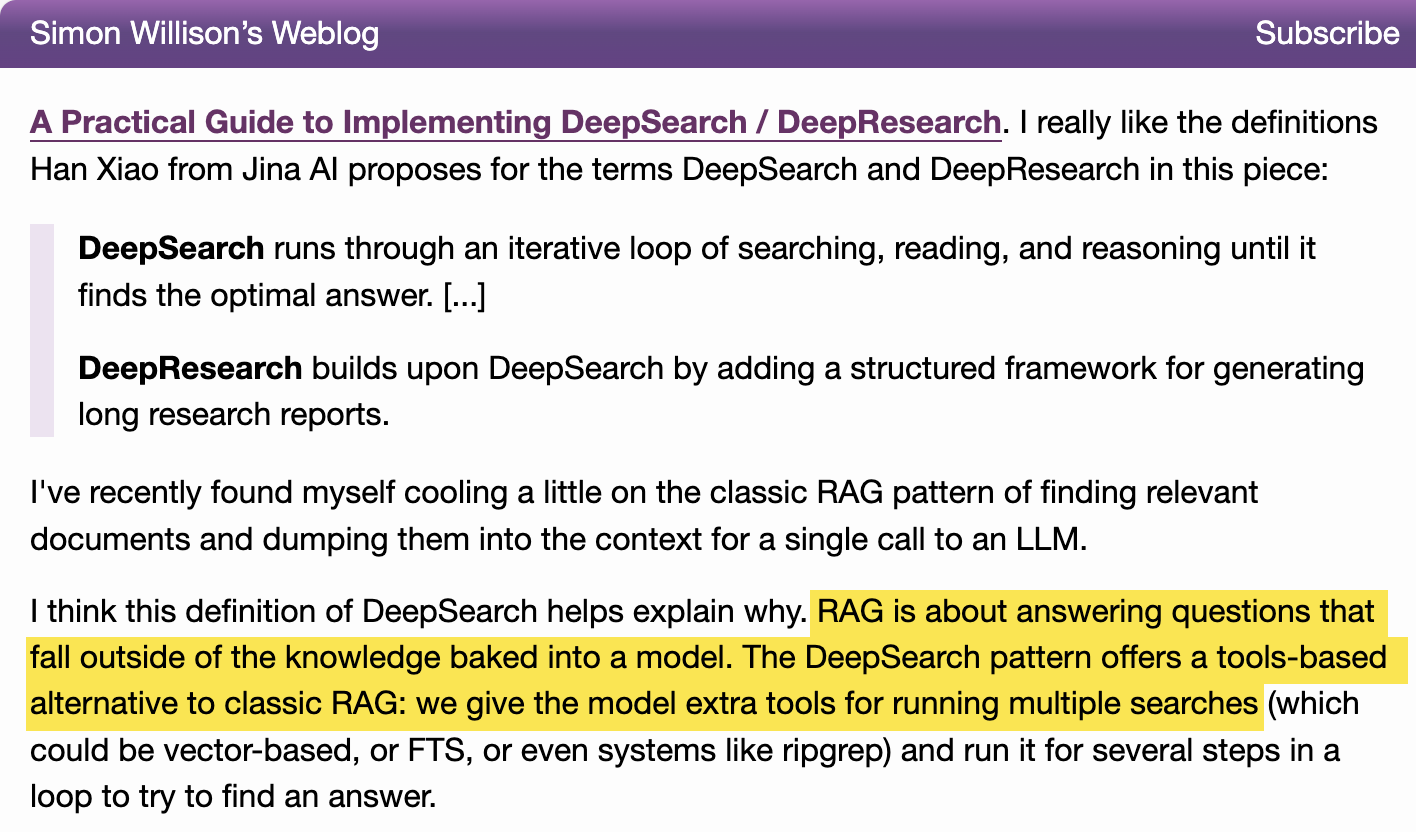 Simon Willison’s Weblog
Subscribe
A Practical Guide to Implementing DeepSearch / DeepResearch. I really like the definitions
Han Xiao from Jina AI proposes for the terms DeepSearch and DeepResearch in this piece:
DeepSearch runs through an iterative loop of searching, reading, and reasoning until it
finds the optimal answer. [...]
DeepResearch builds upon DeepSearch by adding a structured framework for generating
long research reports.
I've recently found myself cooling a little on the classic RAG pattern of finding relevant
documents and dumping them into the context for a single call to an LLM.
I think this definition of DeepSearch helps explain why. RAG is about answering questions that
fall outside of the knowledge baked into a model. The DeepSearch pattern offers a tools-based
alternative to classic RAG: we give the model extra tools for running multiple searches (which
could be vector-based, or FTS, or even systems like ripgrep) and run it for several steps in a
loop to try to find an answer.